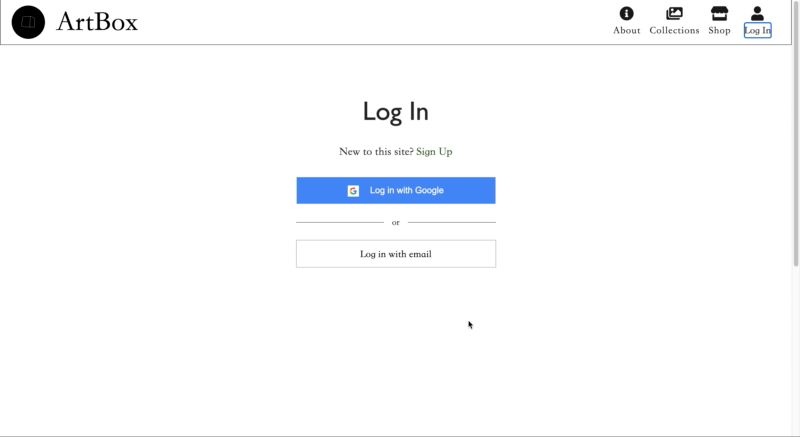 ArtBox
About Collections Shop Log In
Log In
New to this site? Sign Up
G Log in with Google
or
Log in with email